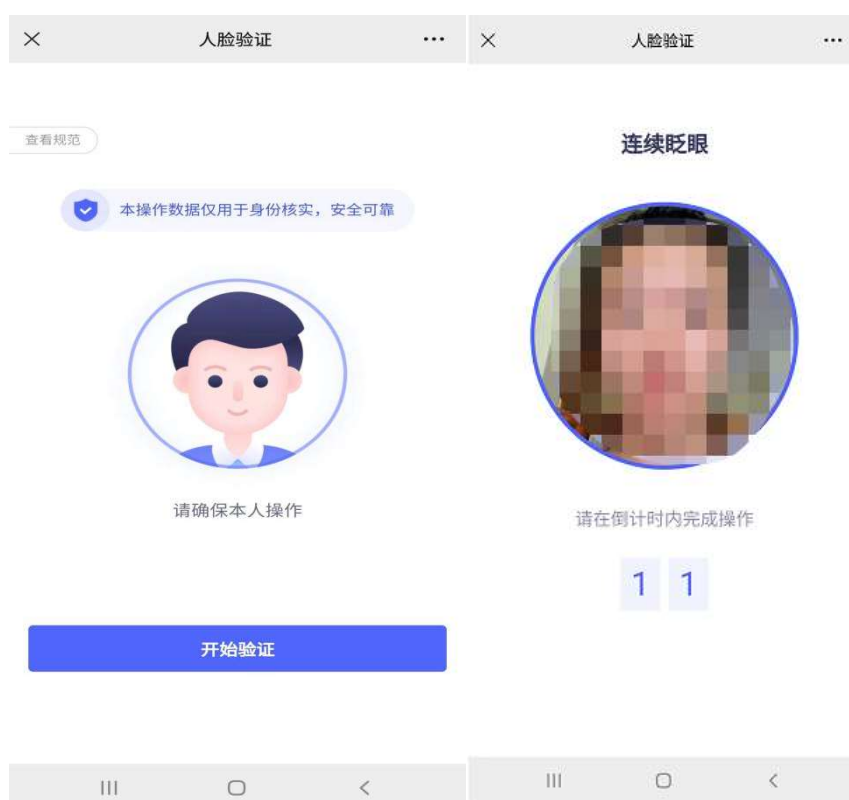 人脸验证
查看规范
本操作数据仅用于身份核实，安全可靠
请确保本人操作
开始验证
人脸验证
连续眨眼
请在倒计时内完成操作
1 1